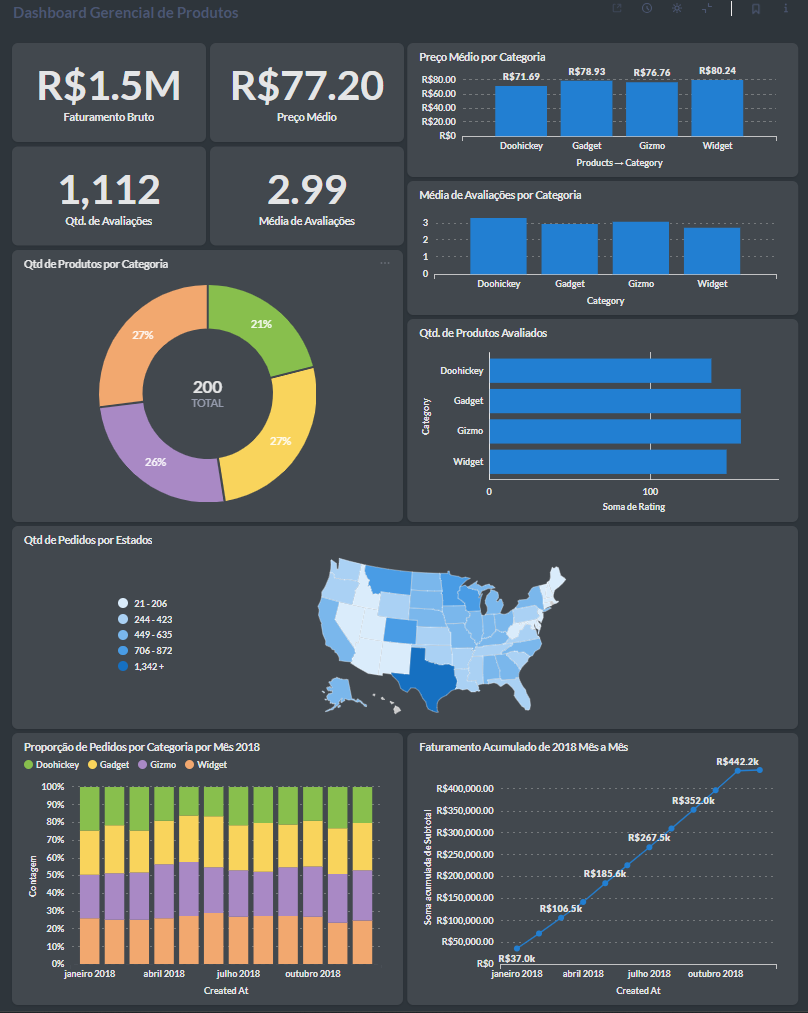 Dashboard Gerencial de Produtos
R$1.5M
Faturamento Bruto
R$77.20
Preço Médio
1,112
Qtd. de Avaliações
2.99
Média de Avaliações
Preço Médio por Categoria
R$80.00
R$60.00
R$40.00
R$20.00
R$0
R$71.69
R$78.93
R$76.76
R$80.24
Doohickey
Gadget
Gizmo
Widget
Products → Category
Média de Avaliações por Categoria
3
2
1
0
Doohickey
Gadget
Gizmo
Widget
Category
Qtd de Produtos por Categoria
21%
27%
26%
27%
200
TOTAL
Qtd. de Produtos Avaliados
Category
Doohickey
Gadget
Gizmo
Widget
0
100
Soma de Rating
Qtd de Pedidos por Estados
21 - 206
244 - 423
449 - 635
706 - 872
1,342 +
Proporção de Pedidos por Categoria por Mês 2018
Doohickey Gadget Gizmo Widget
Contagem
100%
90%
80%
70%
60%
50%
40%
30%
20%
10%
0%
janeiro 2018
abril 2018
julho 2018
outubro 2018
Created At
Faturamento Acumulado de 2018 Mês a Mês
Soma acumulada de Subtotal
R$400,000.00
R$350,000.00
R$300,000.00
R$250,000.00
R$200,000.00
R$150,000.00
R$100,000.00
R$50,000.00
R$0
R$37.0k
R$106.5k
R$185.6k
R$267.5k
R$352.0k
R$442.2k
janeiro 2018
abril 2018
julho 2018
outubro 2018
Created At